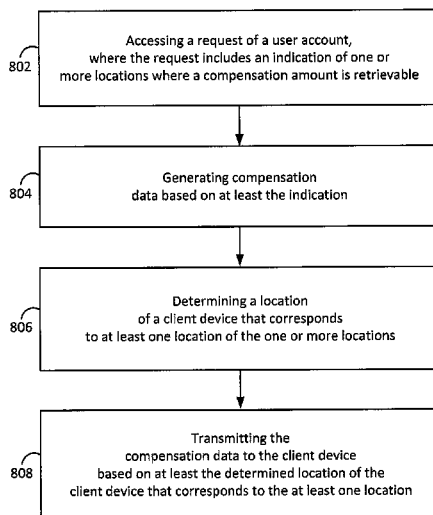 802
Accessing a request of a user account,
where the request includes an indication of one or
more locations where a compensation amount is retrievable
804
Generating compensation
data based on at least the indication
806
Determining a location
of a client device that corresponds
to at least one location of the one or more locations
808
Transmitting the
compensation data to the client device
based on at least the determined location of the
client device that corresponds to the at least one location